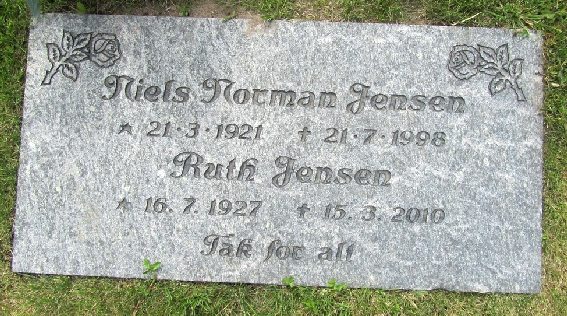 Niels Norman Jensen
* 21·3·1921 † 21·7·1998
Ruth Jensen
* 16.7.1927 † 15.3.2010
Tak for alt